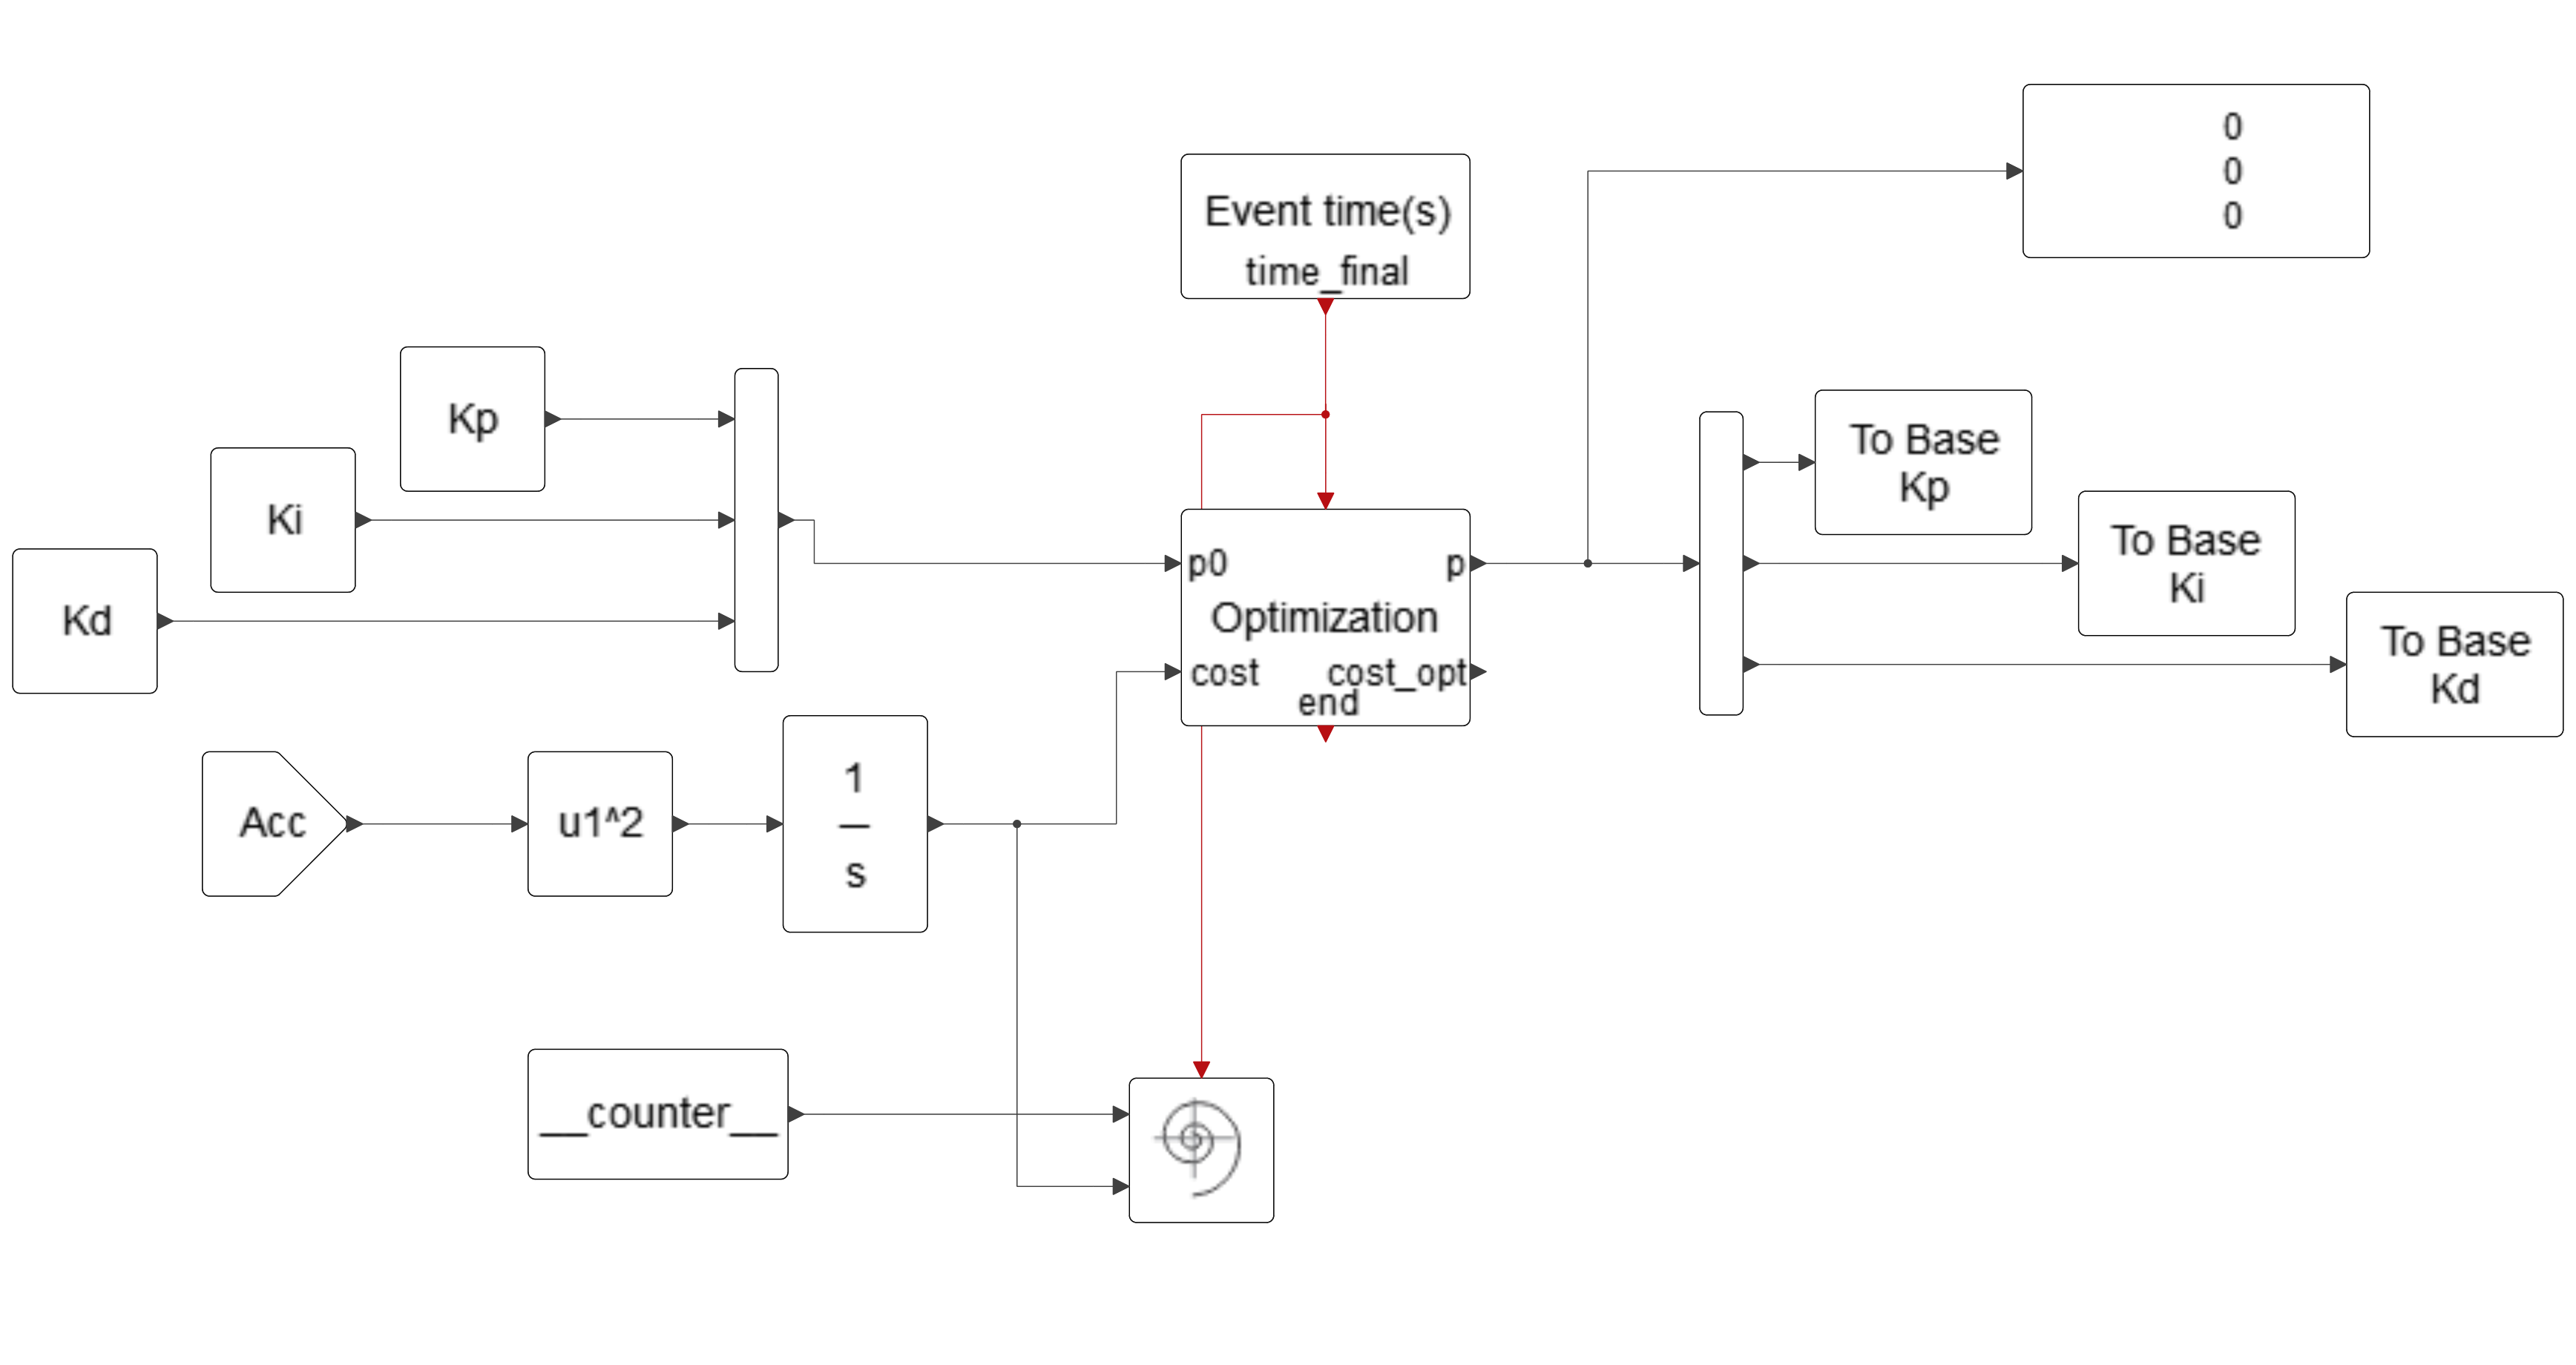 0
0
0
Event time(s)
time_final
Kp
Ki
Kd
p0
p
Optimization
cost
cost_opt
end
To Base
Kp
To Base
Ki
To Base
Kd
Acc
u1^2
1
s
__counter__